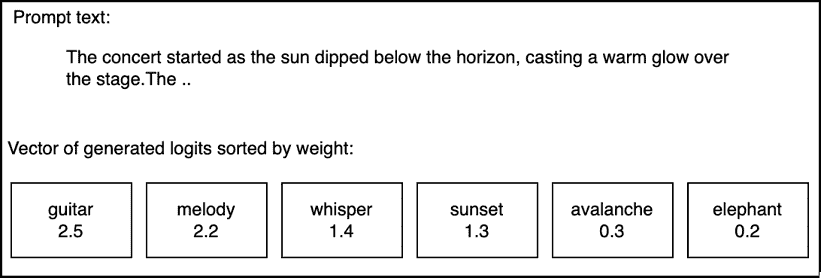 Prompt text:
The concert started as the sun dipped below the horizon, casting a warm glow over
the stage.The ..
Vector of generated logits sorted by weight:
guitar melody whisper sunset avalanche elephant
2.5 2.2 1.4 1.3 0.3 0.2